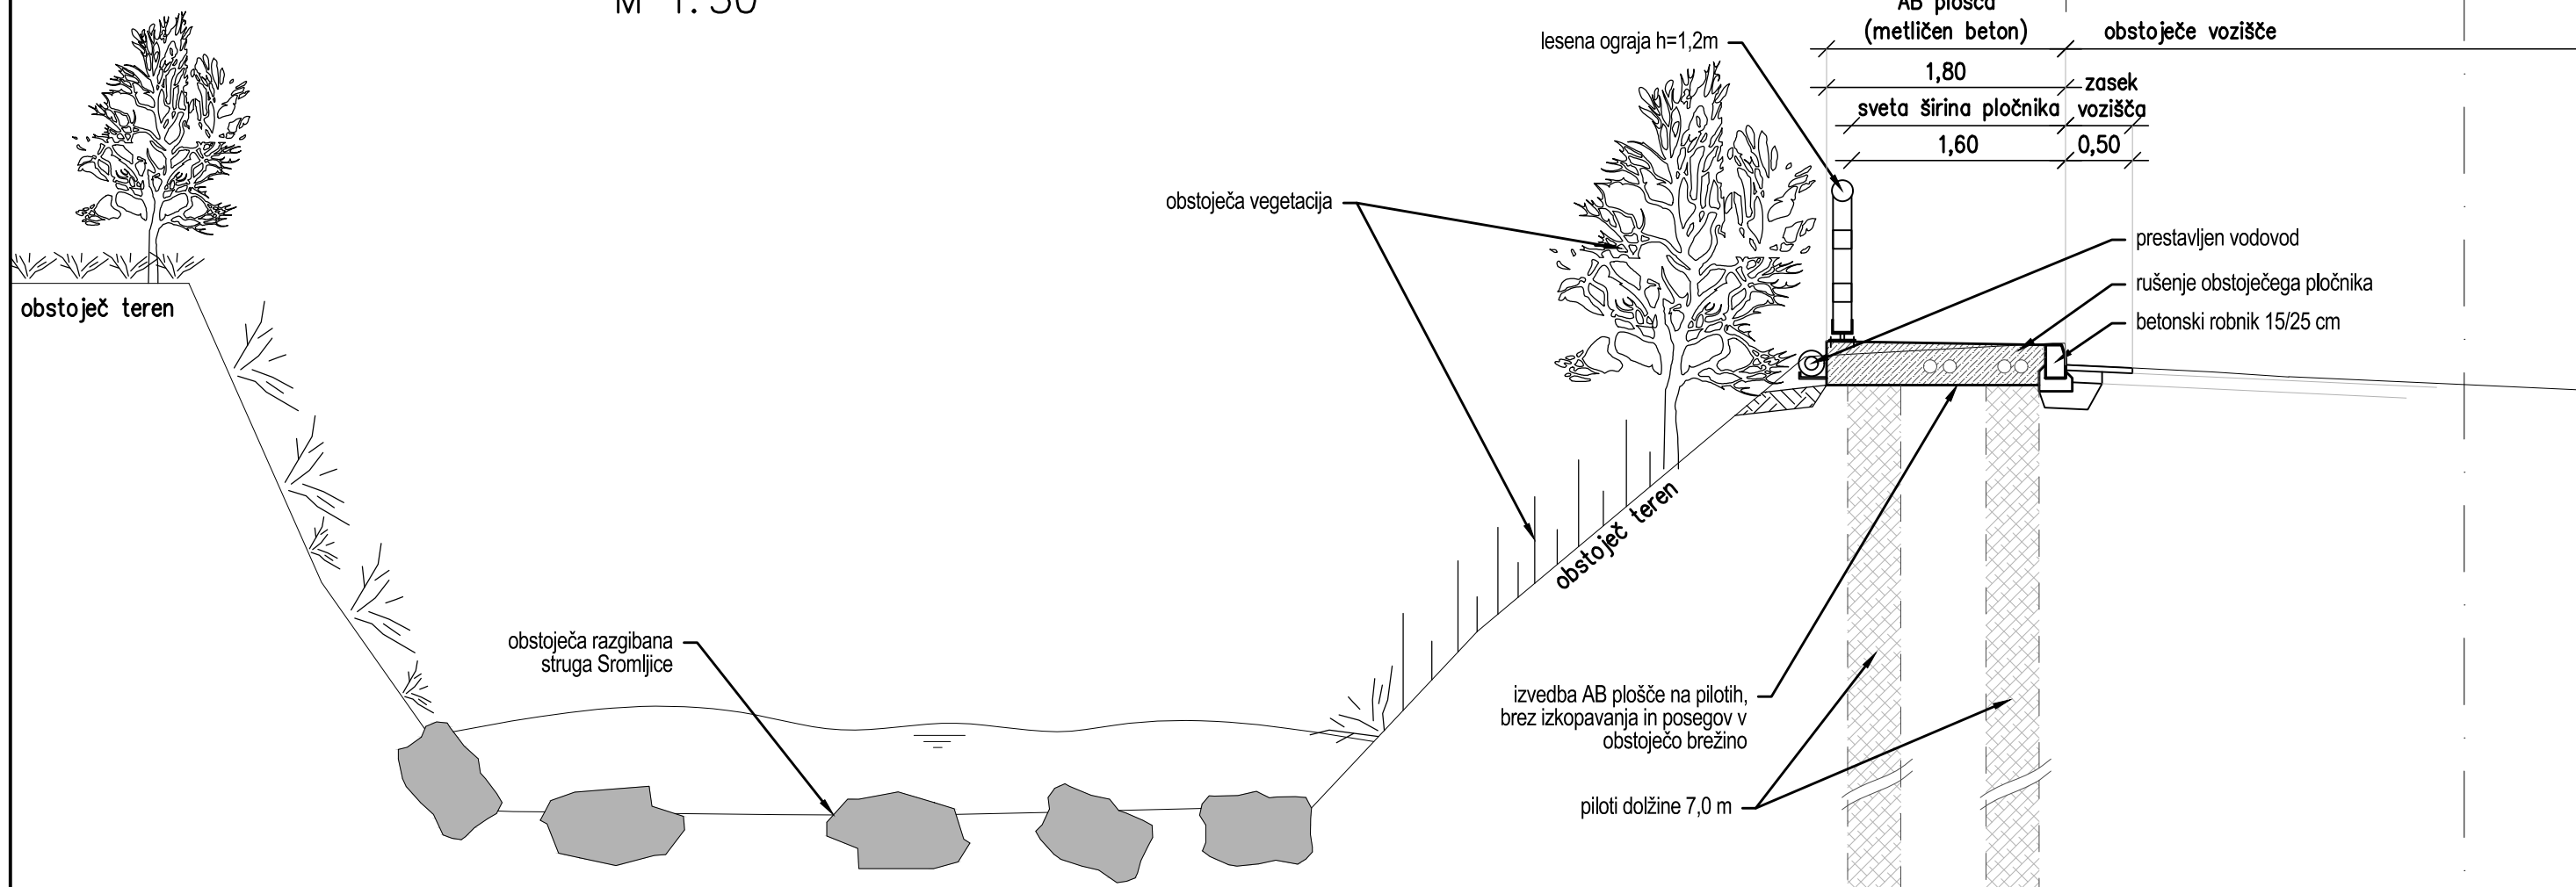 M 1:50
AB plošča
(metličen beton)
obstoječe vozišče
lesena ograja h=1,2m
1,80
zasek
sveta širina pločnika
vozišča
1,60
0,50
obstoječa vegetacija
prestavljen vodovod
rušenje obstoječega pločnika
betonski robnik 15/25 cm
obstoječ teren
obstoječ teren
obstoječa razgibana
struga Sromljice
izvedba AB plošče na pilotih,
brez izkopavanja in posegov v
obstoječo brežino
piloti dolžine 7,0 m